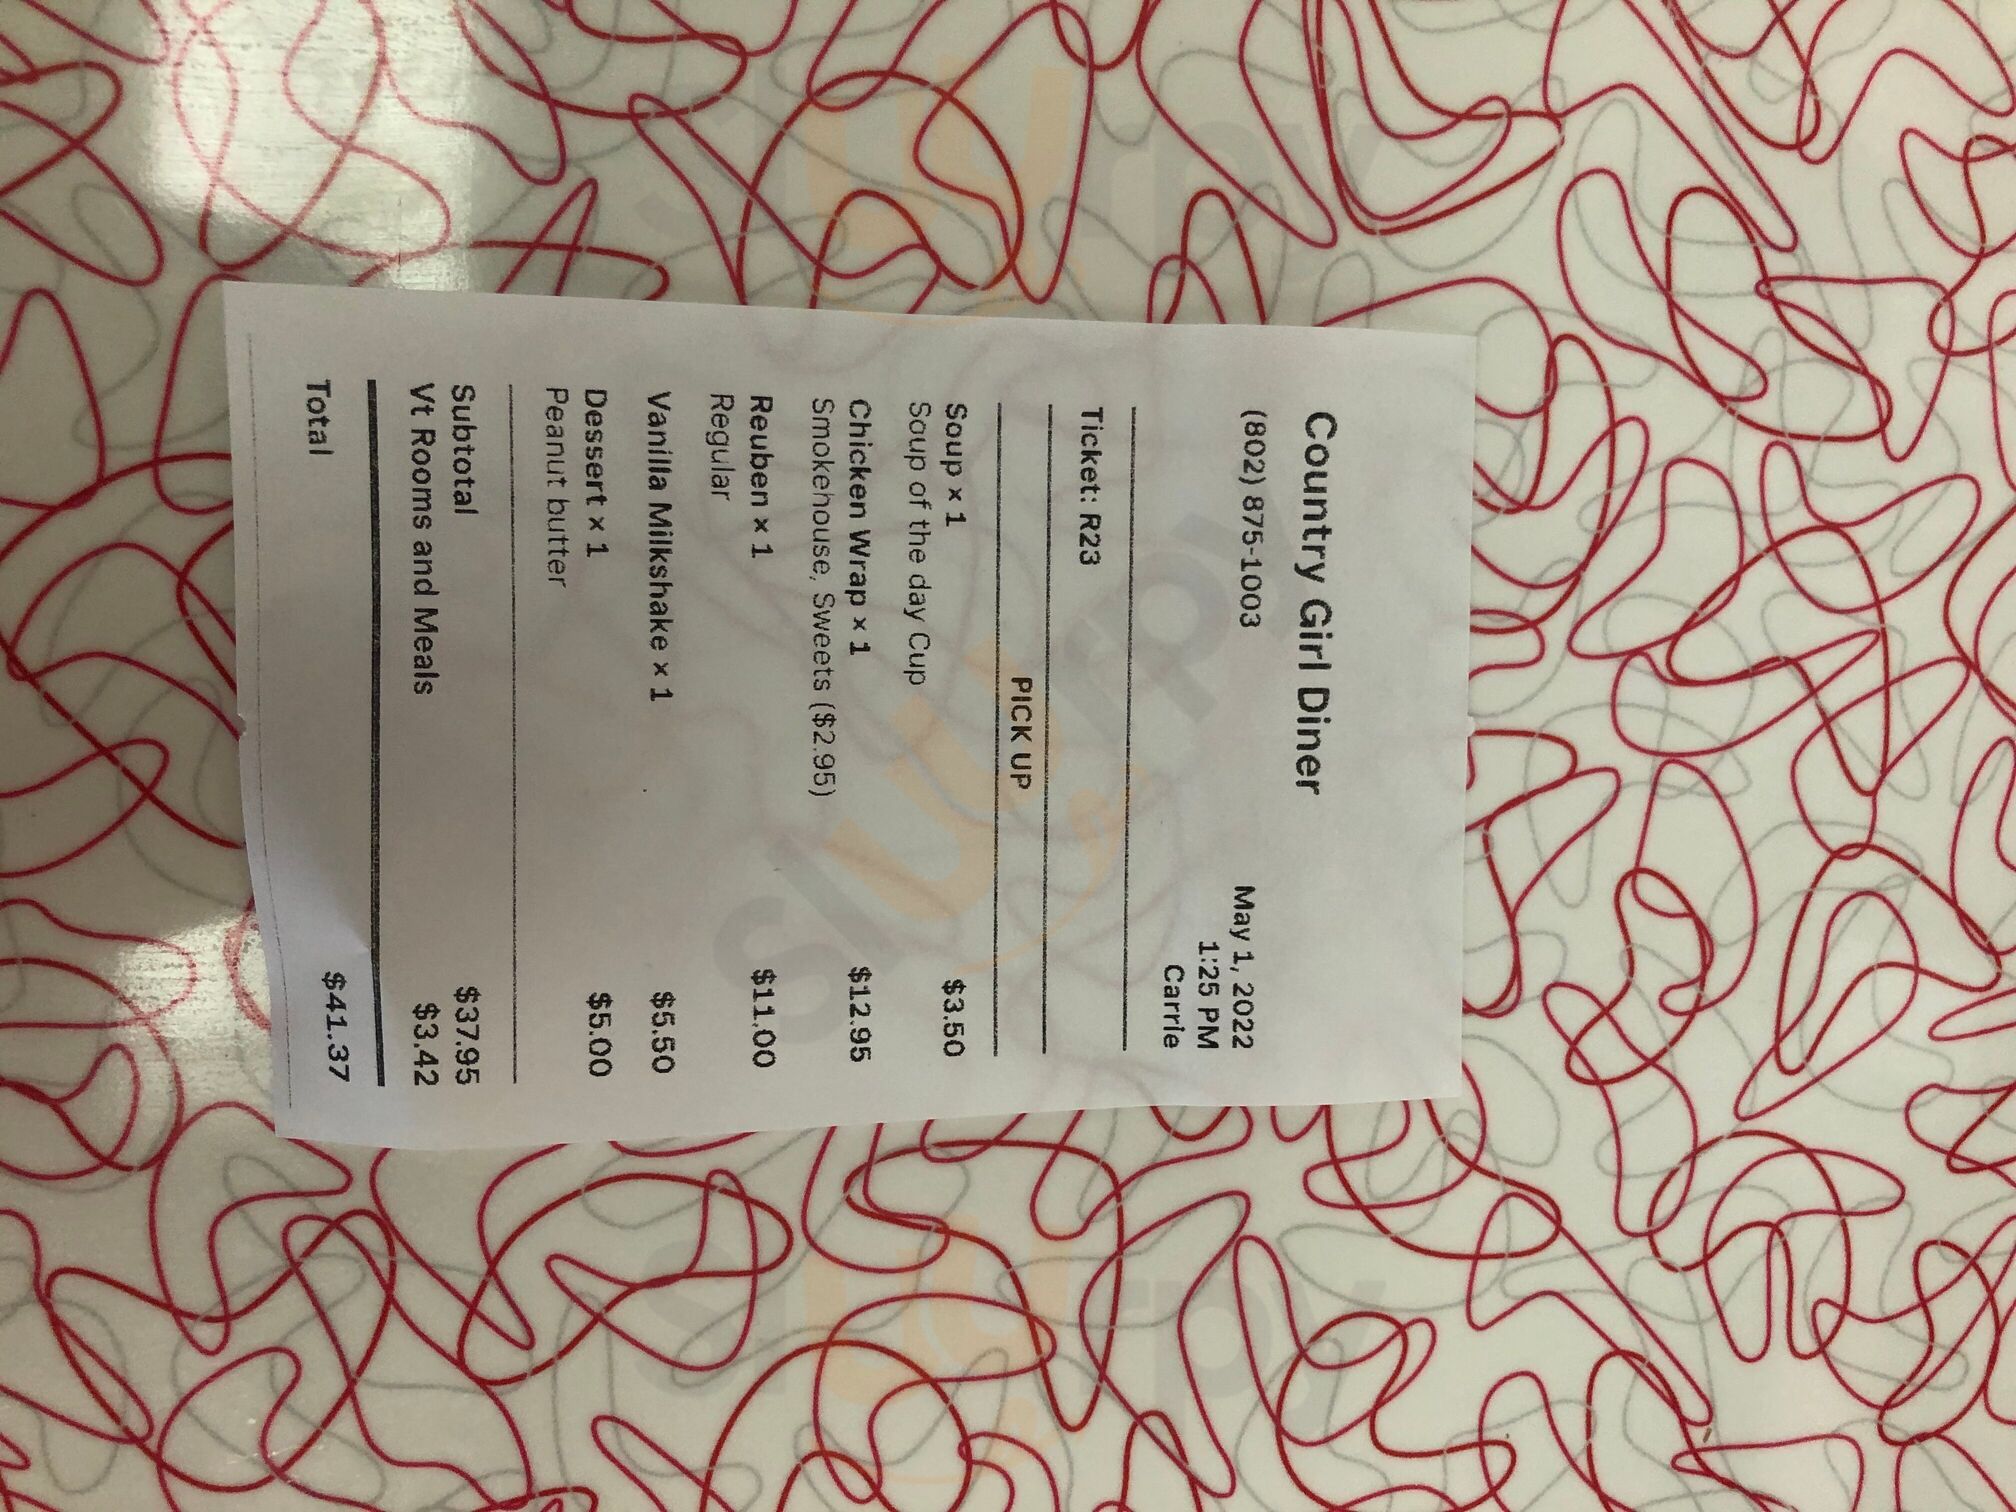 Country Girl Diner
(802) 875-1003 May 1, 2022
1:25 PM
Carrie
Ticket: R23
PICK UP
Soup x 1 $3.50
Soup of the day Cup
Chicken Wrap x 1 $12.95
Smokehouse, Sweets ($2.95)
Reuben x 1 $11.00
Regular
Vanilla Milkshake x 1 $5.50
Dessert x 1 $5.00
Peanut butter
Subtotal $37.95
Vt Rooms and Meals $3.42
Total $41.37
sluurpy
sluurpy
sluurpy